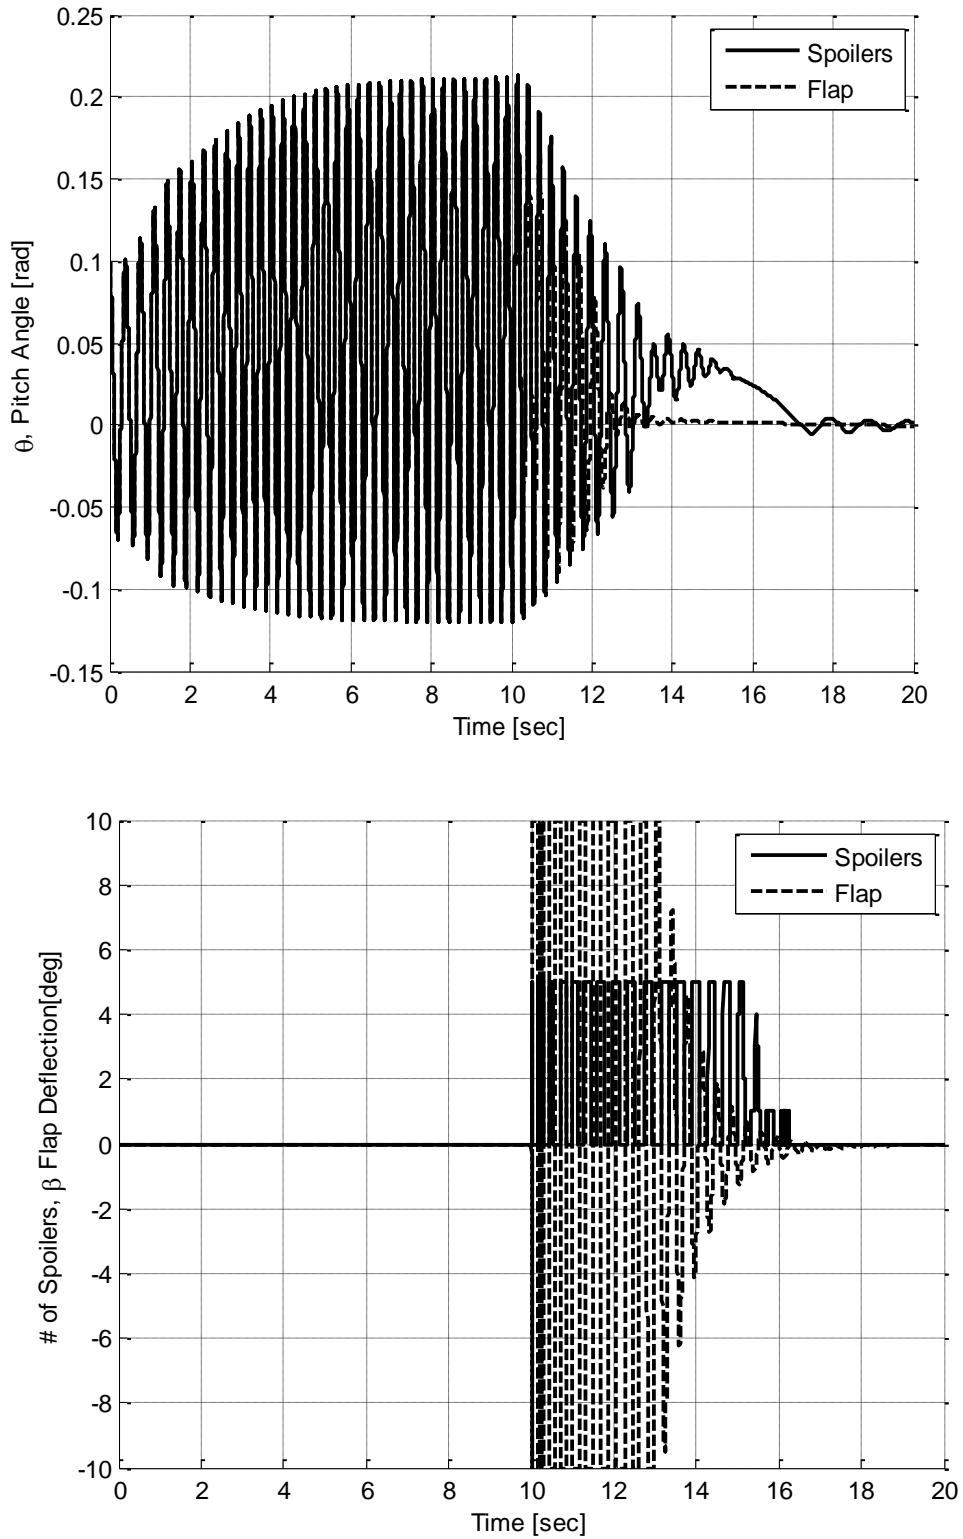 0.25
0.2
0.15
0.1
0.05
0
-0.05
-0.1
-0.15
θ, Pitch Angle [rad]
Spoilers
Flap
0 2 4 6 8 10 12 14 16 18 20
Time [sec]
10
8
6
4
2
0
-2
-4
-6
-8
-10
# of Spoilers, β Flap Deflection[deg]
Spoilers
Flap
0 2 4 6 8 10 12 14 16 18 20
Time [sec]